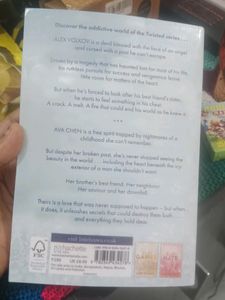 Discover the addictive world of the Twisted series . . .
ALEX VOLKOV is a devil blessed with the face of an angel
and cursed with a past he can't escape.
Driven by a tragedy that has haunted him for most of his life,
his ruthless pursuits for success and vengeance leave
little room for matters of the heart.
But when he's forced to look after his best friend's sister,
he starts to feel something in his chest:
A crack. A melt. A fire that could end his world as he knew it.
***
AVA CHEN is a free spirit trapped by nightmares of a
childhood she can't remember.
But despite her broken past, she's never stopped seeing the
beauty in the world . . . including the heart beneath the icy
exterior of a man she shouldn't want.
Her brother's best friend. Her neighbour.
Her saviour and her downfall.
Theirs is a love that was never supposed to happen – but when it
does, it unleashes secrets that could destroy them both . . .
and everything they hold dear.
FSC
hachette
GAMES
HATE